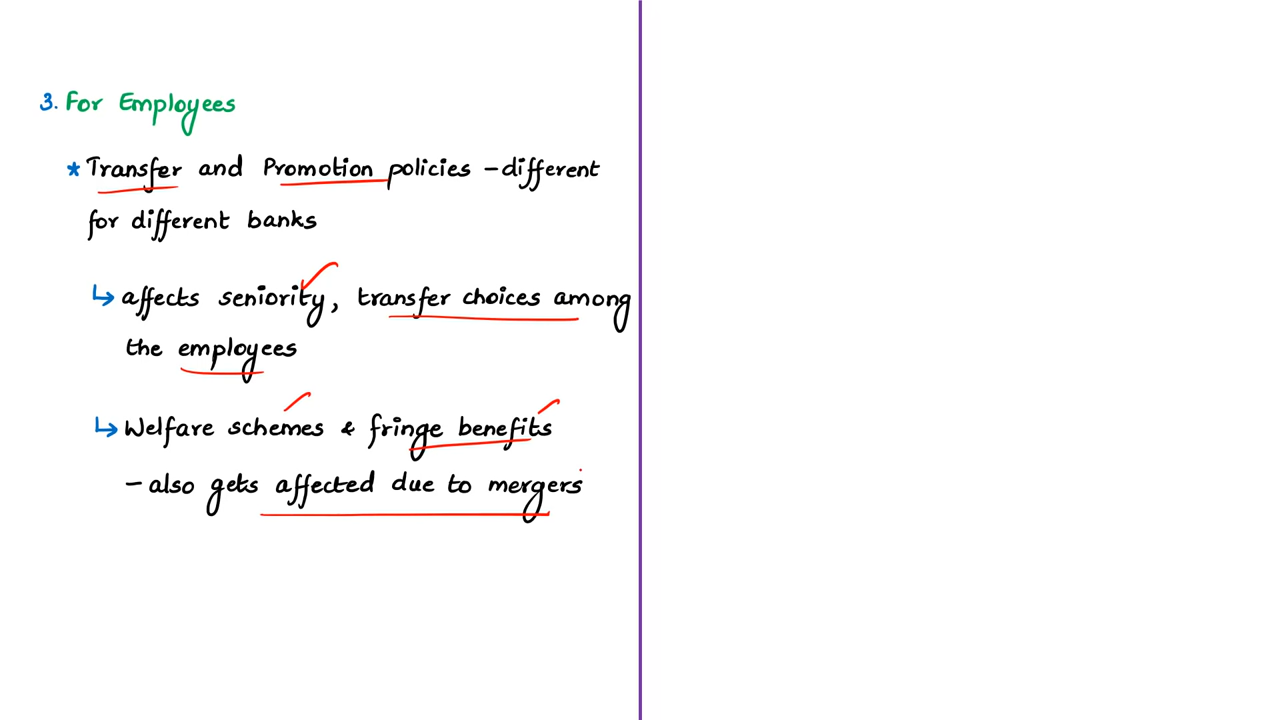 3. For Employees
* Transfer and Promotion policies - different
for different banks
↳ affects seniority, transfer choices among
the employees
↳ Welfare schemes & fringe benefits
- also gets affected due to mergers